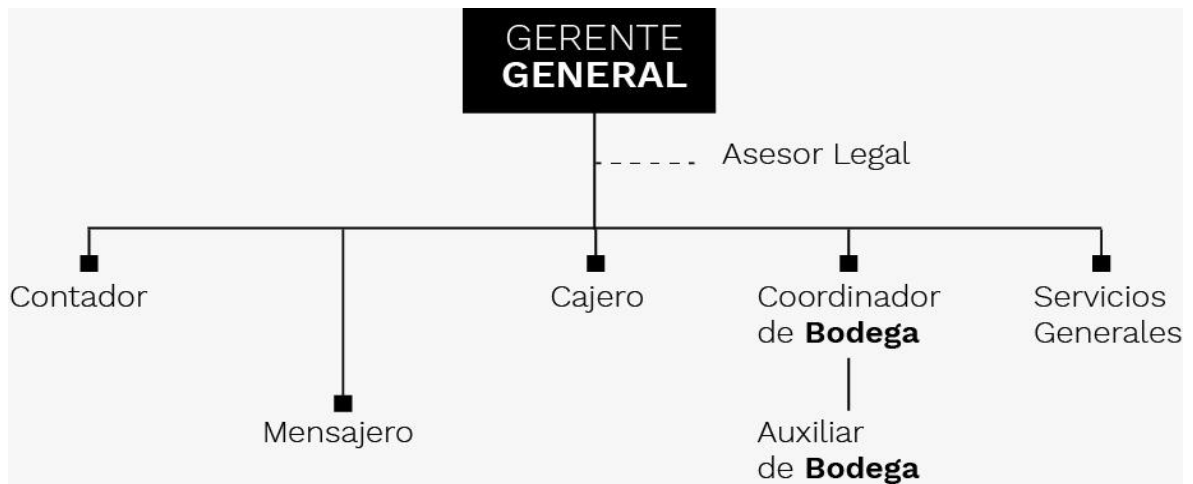 GERENTE
GENERAL
Asesor Legal
Contador
Cajero
Coordinador
de Bodega
Servicios
Generales
Mensajero
Auxiliar
de Bodega